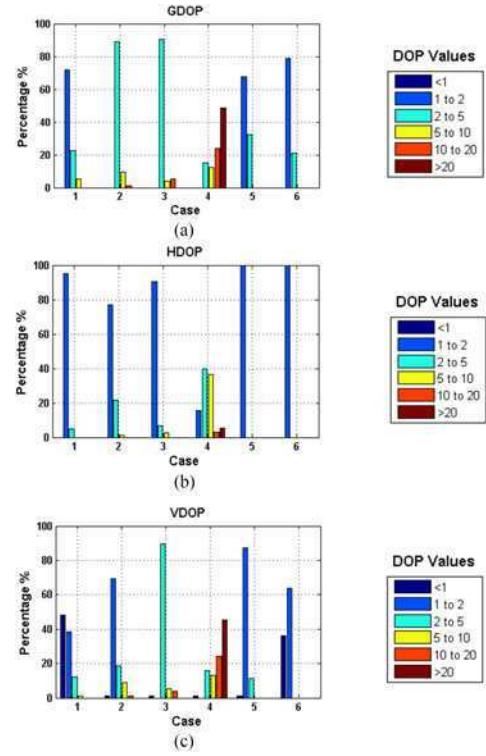 GDOP
100
80
60
40
20
0
Percentage %
1 2 3 4 5 6
Case
(a)
DOP Values
<1
1 to 2
2 to 5
5 to 10
10 to 20
>20
HDOP
100
80
60
40
20
0
Percentage %
1 2 3 4 5 6
Case
(b)
DOP Values
<1
1 to 2
2 to 5
5 to 10
10 to 20
>20
VDOP
100
80
60
40
20
0
Percentage %
1 2 3 4 5 6
Case
(c)
DOP Values
<1
1 to 2
2 to 5
5 to 10
10 to 20
>20